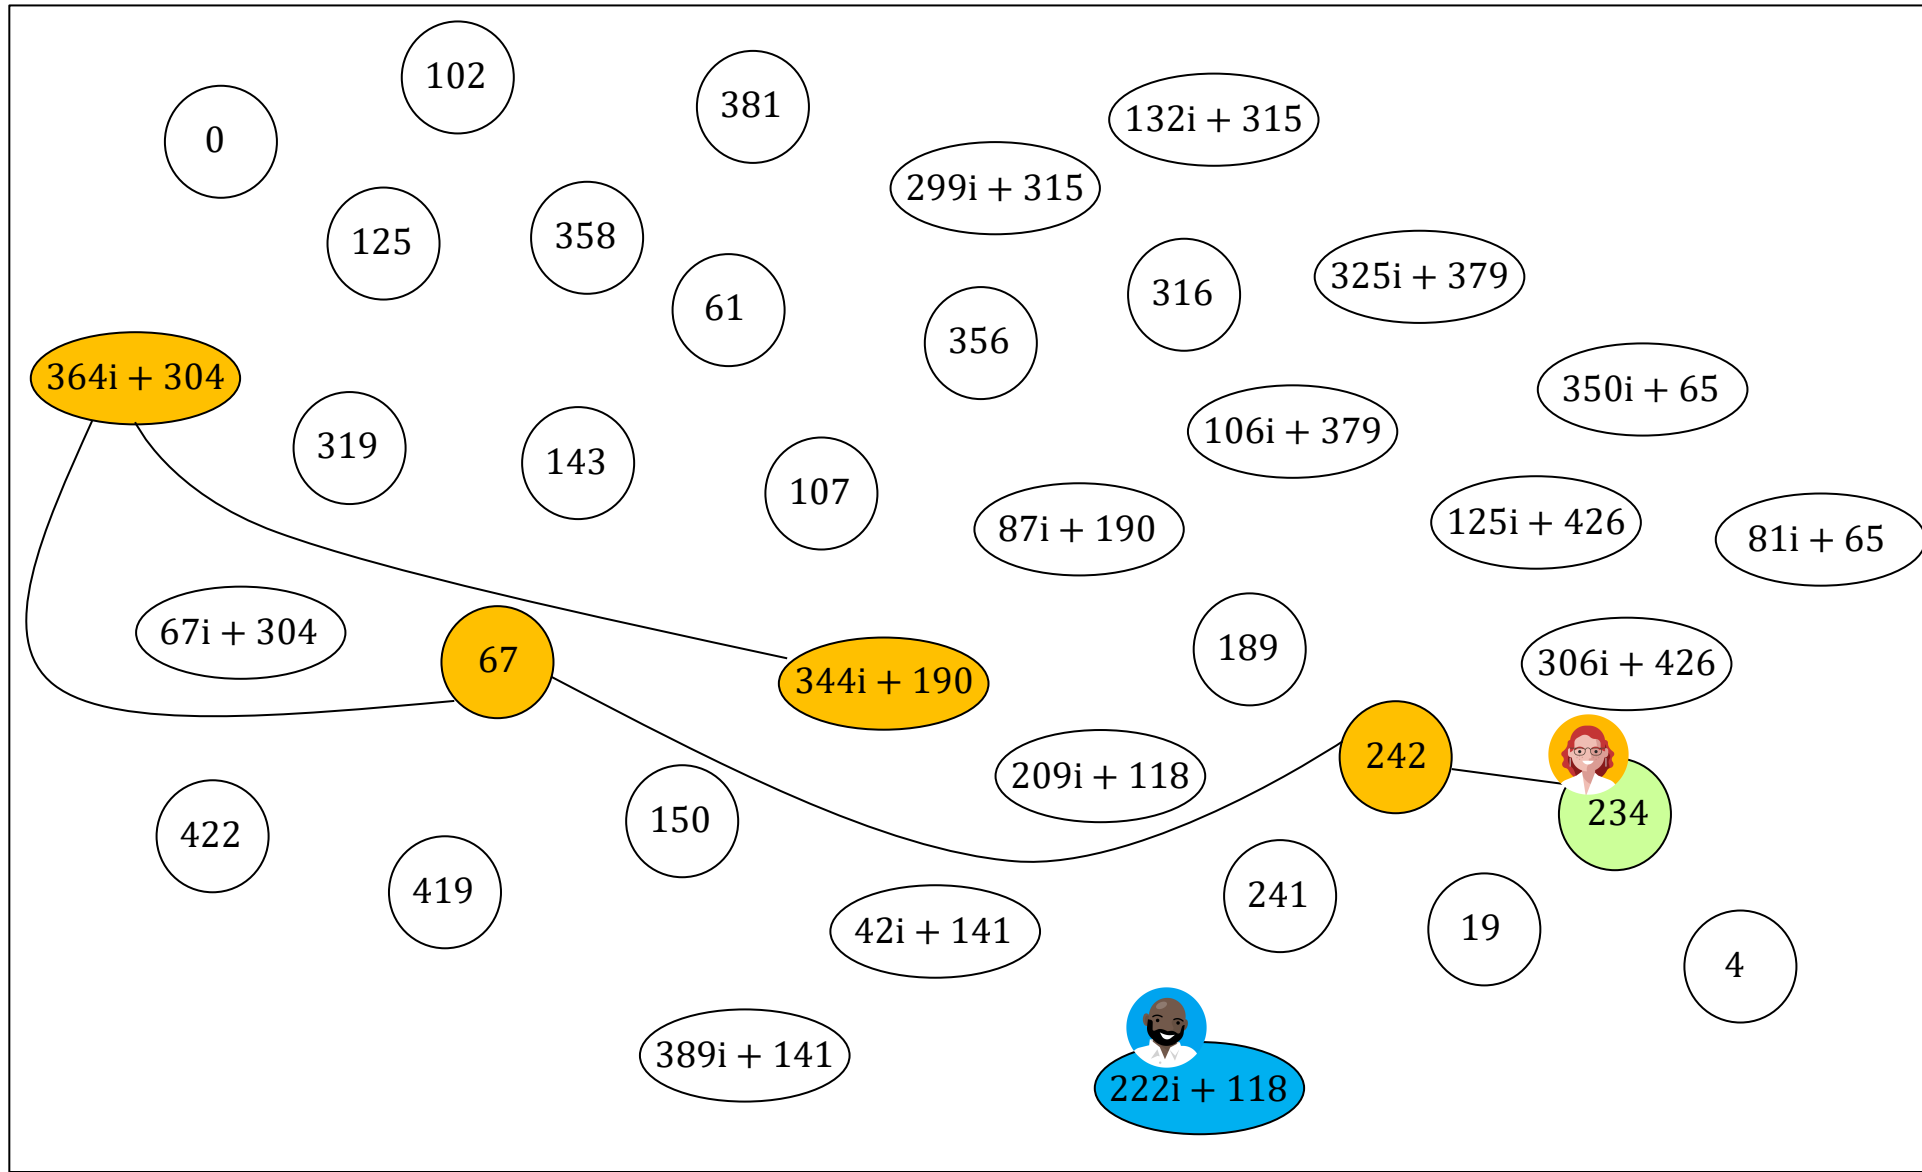 102
381
132i + 315
0
299i + 315
125
358
61
316
325i + 379
356
364i + 304
350i + 65
319
143
106i + 379
107
87i + 190
125i + 426
81i + 65
67i + 304
67
344i + 190
189
306i + 426
422
150
209i + 118
242
234
419
42i + 141
241
19
4
389i + 141
222i + 118